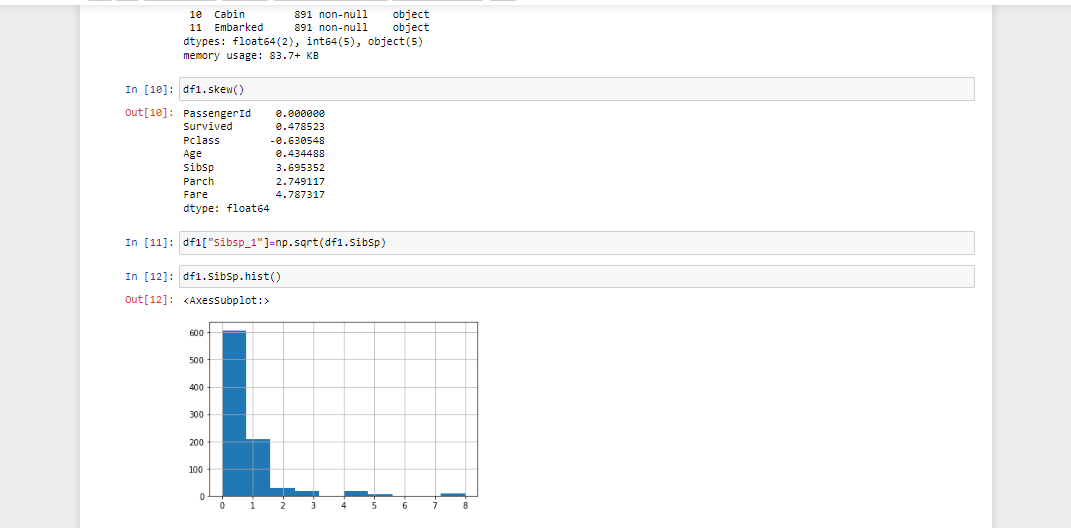 10  Cabin        891 non-null    object
11  Embarked     891 non-null    object
dtypes: float64(2), int64(5), object(5)
memory usage: 83.7+ KB
In [10]: df1.skew()
Out[10]: PassengerId    0.000000
Survived       0.478523
Pclass        -0.630548
Age            0.434488
SibSp          3.695352
Parch          2.749117
Fare           4.787317
dtype: float64
In [11]: df1["Sibsp_1"]=np.sqrt(df1.SibSp)
In [12]: df1.SibSp.hist()
Out[12]: <AxesSubplot:>
600
500
400
300
200
100
0
0 1 2 3 4 5 6 7 8